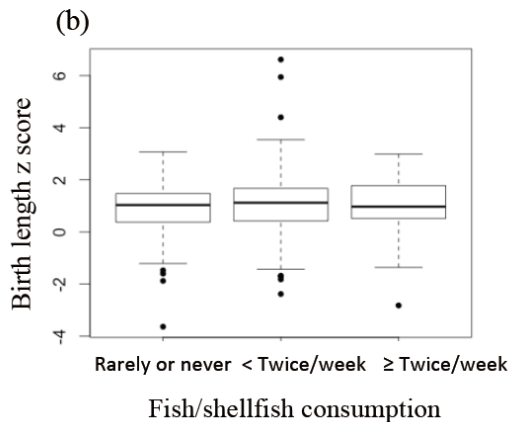 (b)
Birth length z score
6
4
2
0
-2
-4
Rarely or never < Twice/week ≥ Twice/week
Fish/shellfish consumption